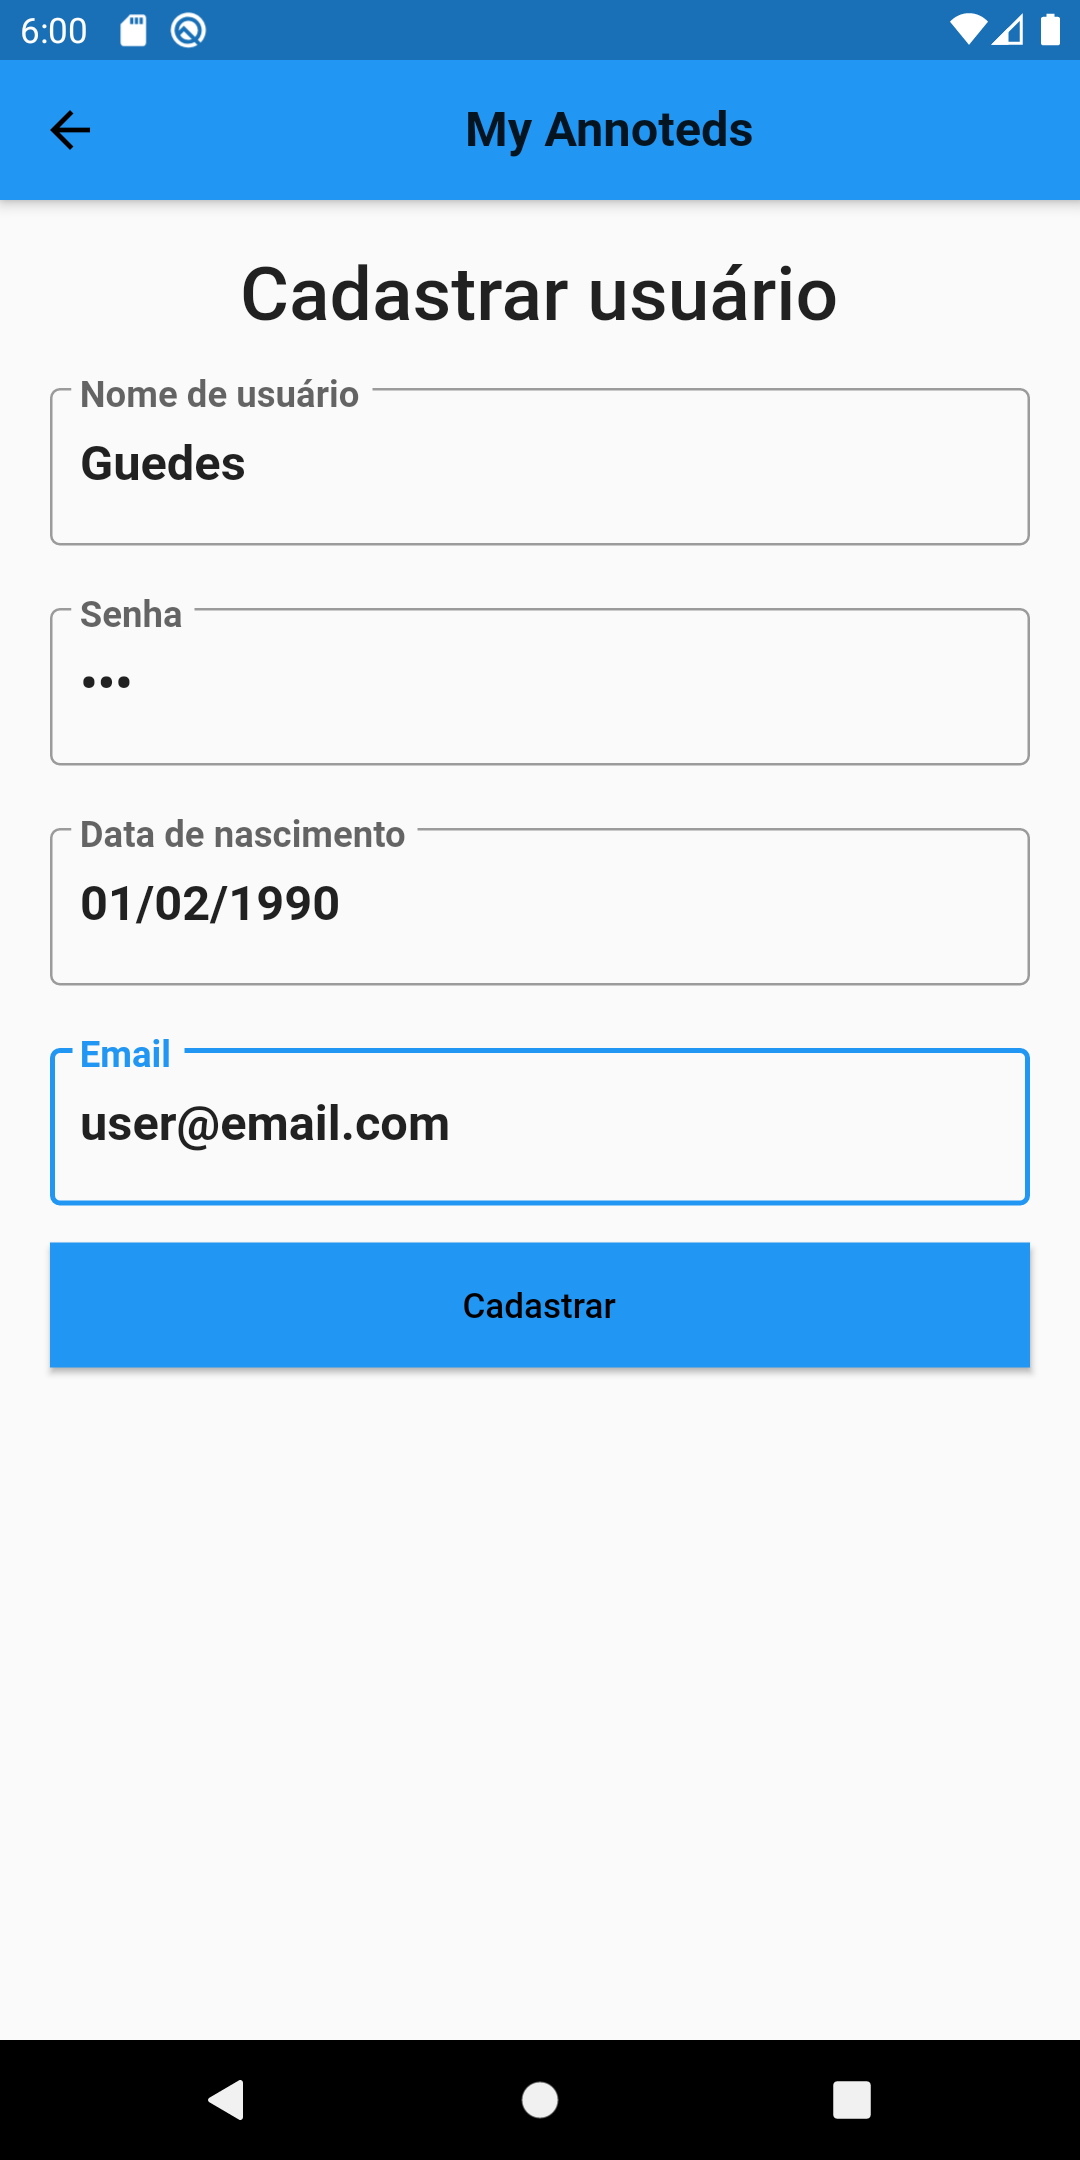 6:00
My Annoteds
Cadastrar usuário
Nome de usuário
Guedes
Senha
•••
Data de nascimento
01/02/1990
Email
user@email.com
Cadastrar